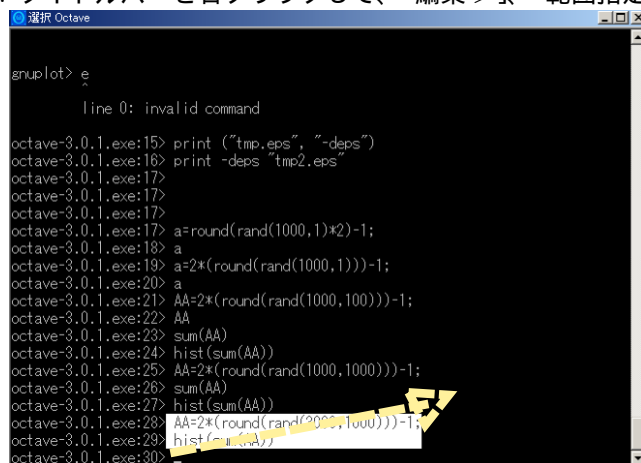 選択 Octave
gnuplot> e
^
line 0: invalid command
octave-3.0.1.exe:15> print ("tmp.eps", "-deps")
octave-3.0.1.exe:16> print -deps "tmp2.eps"
octave-3.0.1.exe:17>
octave-3.0.1.exe:17>
octave-3.0.1.exe:17>
octave-3.0.1.exe:17> a=round(rand(1000,1)*2)-1;
octave-3.0.1.exe:18> a
octave-3.0.1.exe:19> a=2*(round(rand(1000,1)))-1;
octave-3.0.1.exe:20> a
octave-3.0.1.exe:21> AA=2*(round(rand(1000,100)))-1;
octave-3.0.1.exe:22> AA
octave-3.0.1.exe:23> sum(AA)
octave-3.0.1.exe:24> hist(sum(AA))
octave-3.0.1.exe:25> AA=2*(round(rand(1000,1000)))-1;
octave-3.0.1.exe:26> sum(AA)
octave-3.0.1.exe:27> hist(sum(AA))
octave-3.0.1.exe:28> AA=2*(round(rand(3000,1000)))-1;
octave-3.0.1.exe:29> hist(sum(AA))
octave-3.0.1.exe:30>